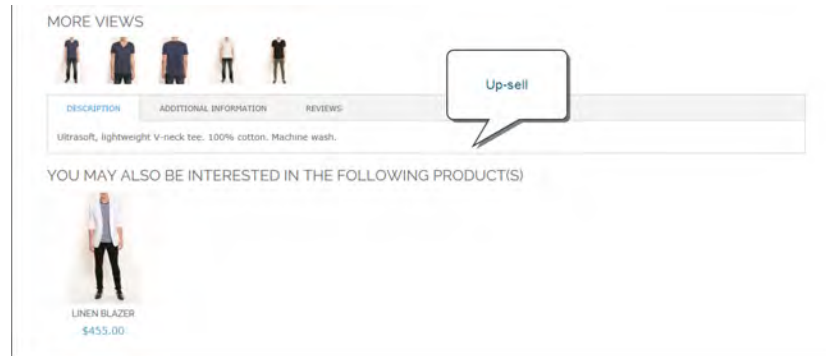 MORE VIEWS
Up-sell
DESCRIPTION ADDITIONAL INFORMATION REVIEWS
Ultrasoft, lightweight V-neck tee. 100% cotton. Machine wash.
YOU MAY ALSO BE INTERESTED IN THE FOLLOWING PRODUCT(S)
LINEN BLAZER
$455.00